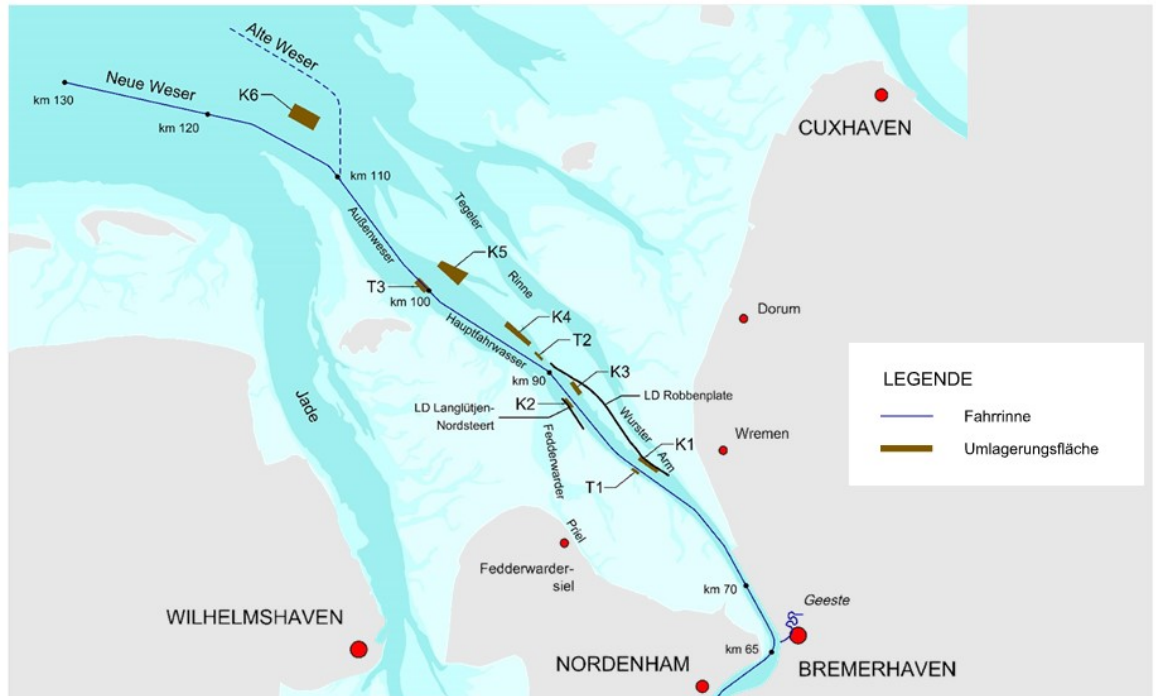 Alte Weser
Neue Weser
km 130
K6
km 120
CUXHAVEN
km 110
Tegeler
Außenweser
K5
Rinne
T3
km 100
Dorum
K4
Hauptfahrwasser
T2
LEGENDE
km 90
K3
Jade
LD Robbenplate
K2
LD Langlütjen-
Nordsteert
Fahrrinne
Wurster
Wremen
K1
Umlagerungsfläche
Arm
Fedderwarder
T1
Priel
Fedderwarder-
siel
km 70
Geeste
WILHELMSHAVEN
km 65
NORDENHAM
BREMERHAVEN